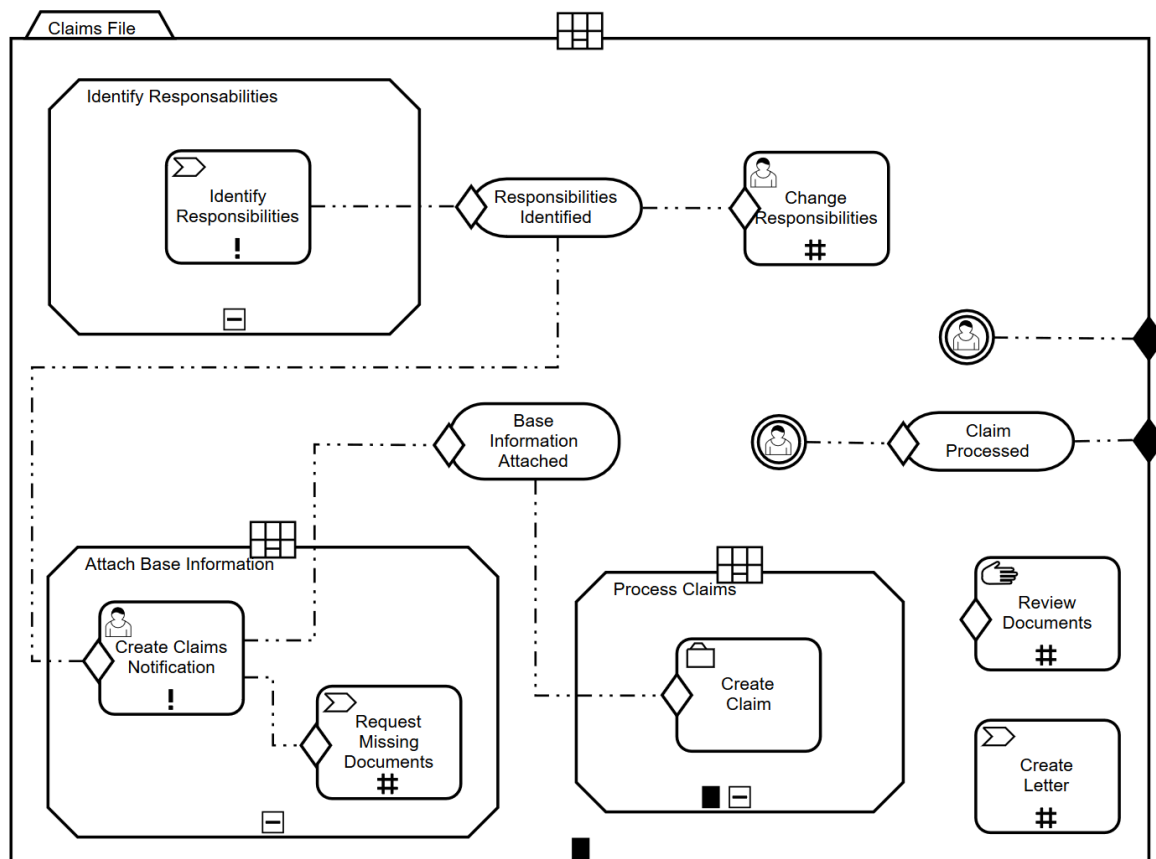 Claims File
Identify Responsabilities
Identify
Responsibilities
!
Responsibilities
Identified
Change
Responsibilities
Base
Information
Attached
Claim
Processed
Attach Base Information
Create Claims
Notification
!
Request
Missing
Documents
Process Claims
Create
Claim
Review
Documents
Create
Letter